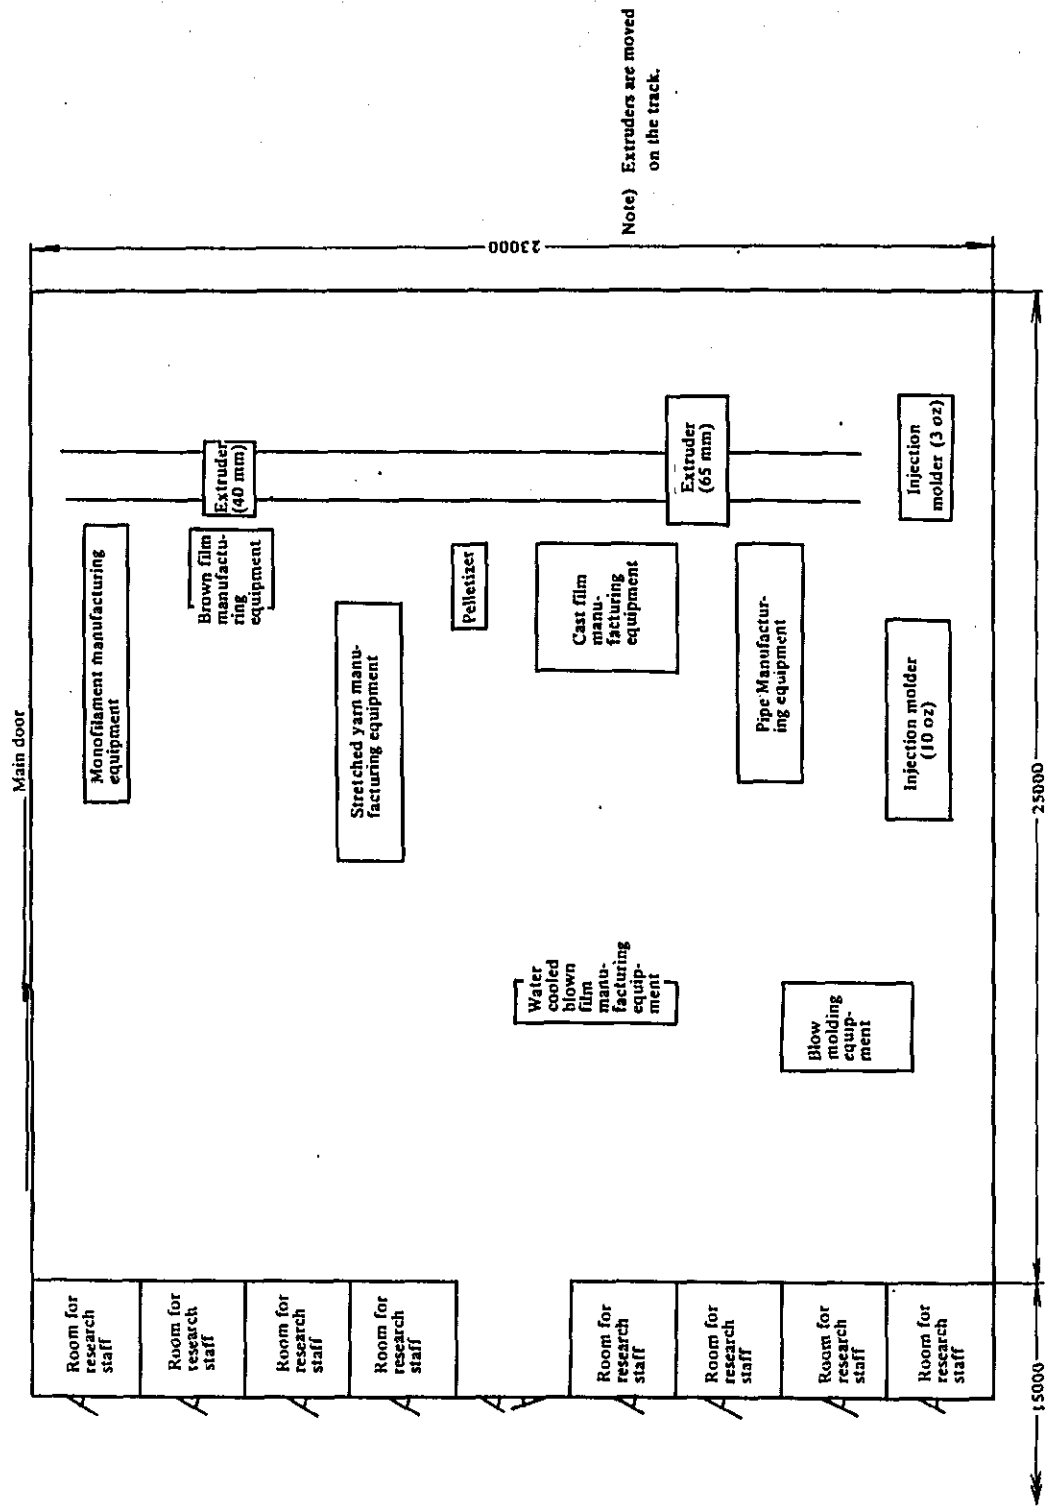 Main door
Room for
research
staff
Room for
research
staff
Room for
research
staff
Room for
research
staff
Room for
research
staff
Room for
research
staff
Room for
research
staff
Room for
research
staff
Monofilament manufacturing
equipment
Brown film
manufactu-
ring
equipment
Extruder
(40 mm)
Stretched yarn manu-
facturing equipment
Pelletizer
Water
cooled
blown
film
manu-
facturing
equip-
ment
Cast film
manu-
facturing
equipment
Extruder
(65 mm)
Pipe Manufactur-
ing equipment
Blow
molding
equip-
ment
Injection molder
(10 oz)
Injection
molder (3 oz)
23000
15000
25000
Note) Extruders are moved
on the track.